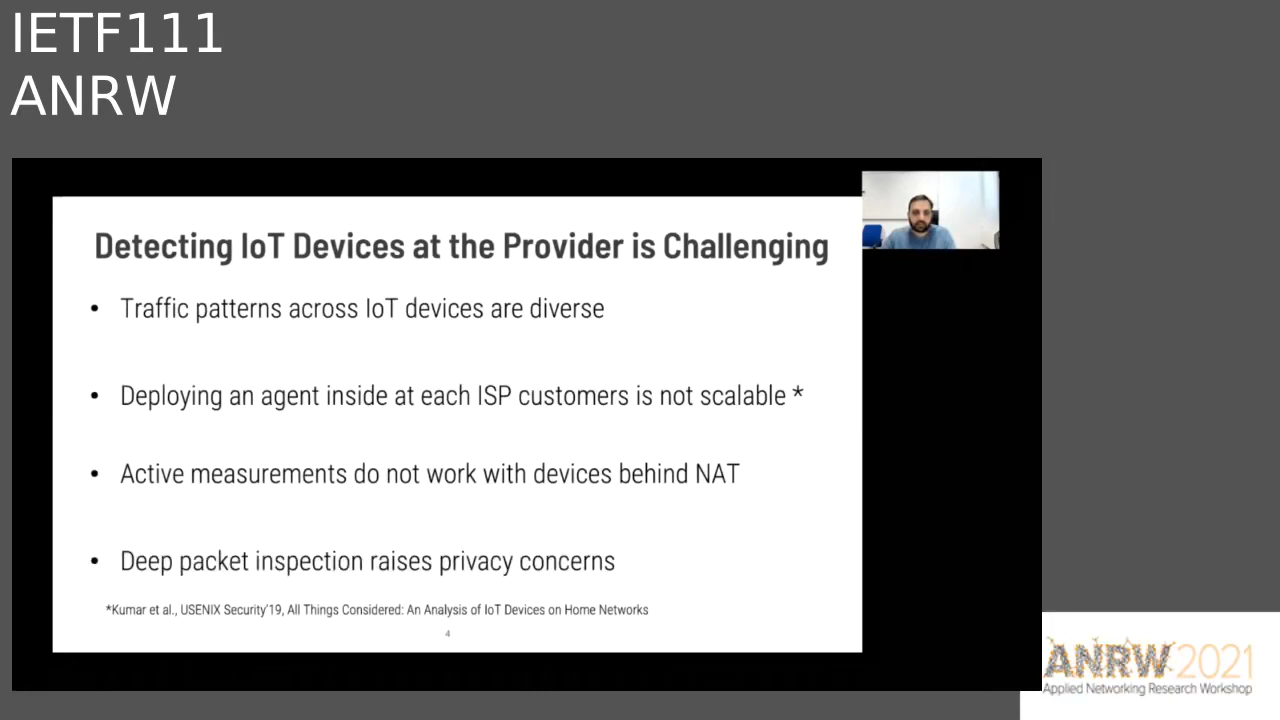 IETF111
ANRW
Detecting IoT Devices at the Provider is Challenging
• Traffic patterns across IoT devices are diverse
• Deploying an agent inside at each ISP customers is not scalable *
• Active measurements do not work with devices behind NAT
• Deep packet inspection raises privacy concerns
*Kumar et al., USENIX Security'19, All Things Considered: An Analysis of IoT Devices on Home Networks
4
ANRW2021
Applied Networking Research Workshop